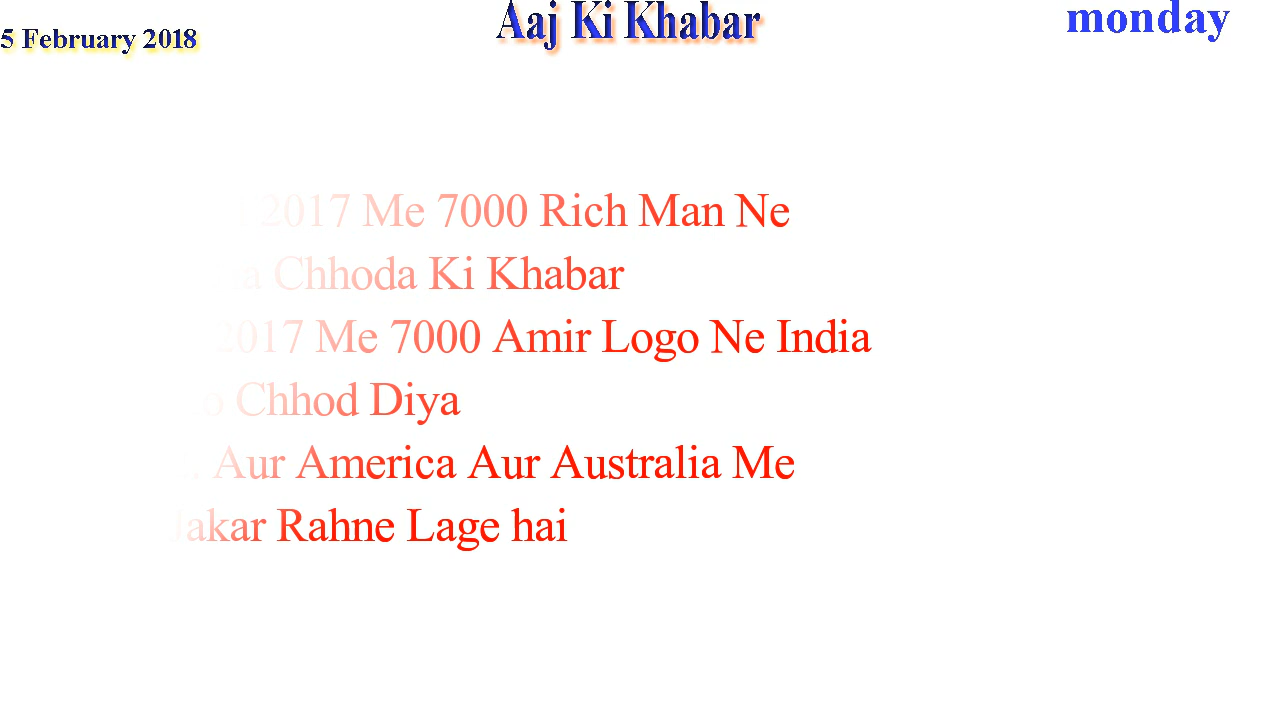 5 February 2018
Aaj Ki Khabar
monday
2017 Me 7000 Rich Man Ne
Chhoda Ki Khabar
2017 Me 7000 Amir Logo Ne India
Chhod Diya
Aur America Aur Australia Me
Jakar Rahne Lage hai